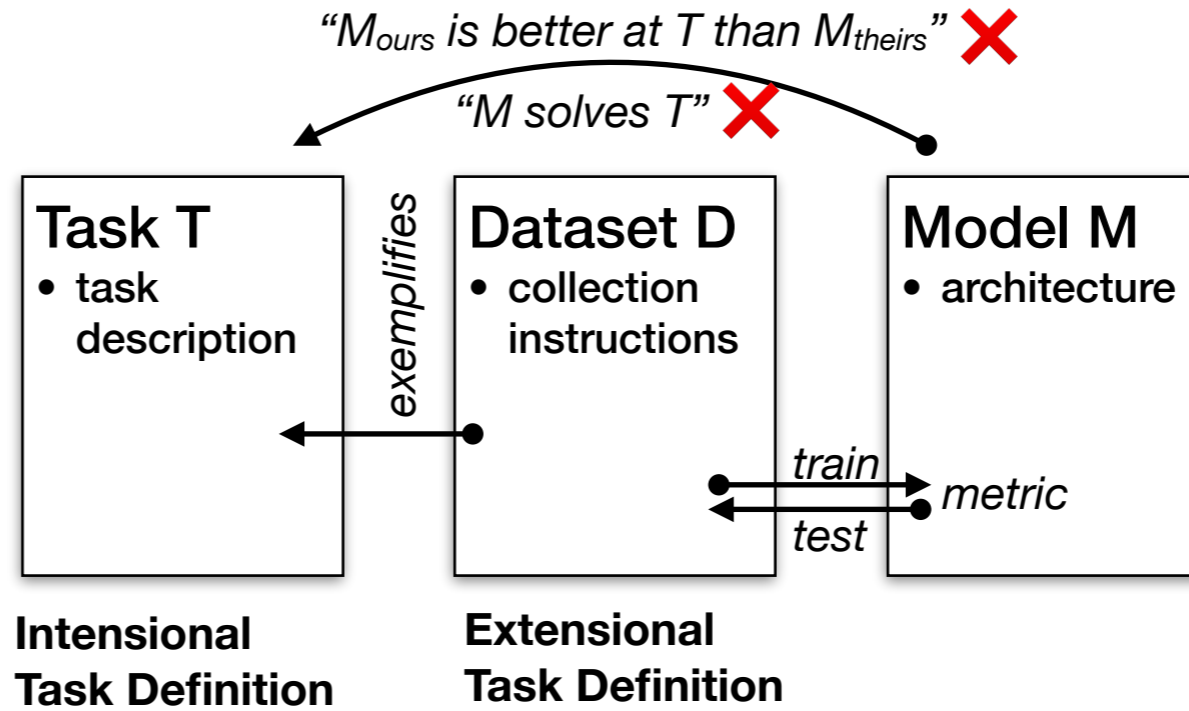 “Mours is better at T than Mtheirs”
“M solves T”
Task T
• task
description
exemplifies
Dataset D
• collection
instructions
Model M
• architecture
train
metric
test
Intensional
Task Definition
Extensional
Task Definition